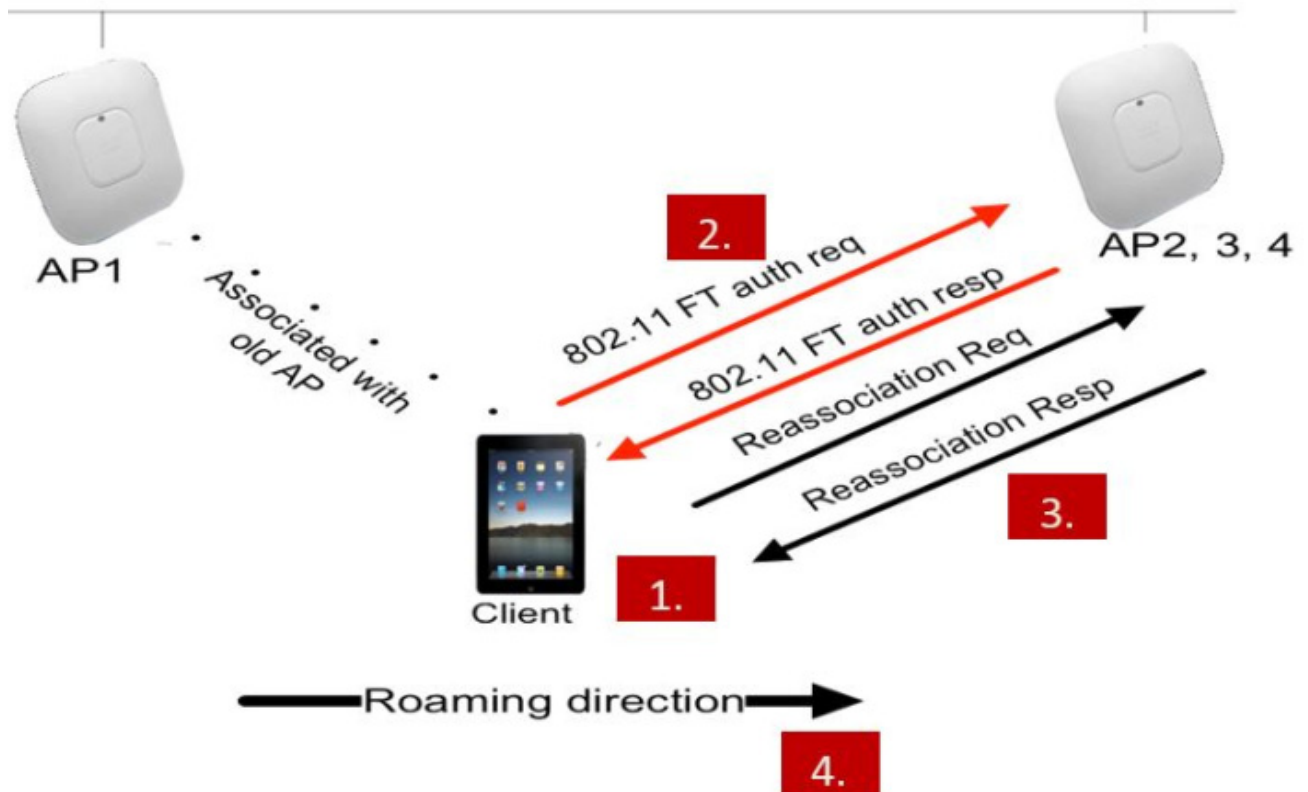 AP1
AP2, 3, 4
Associated with
old AP
2.
802.11 FT auth req
802.11 FT auth resp
Reassociation Req
Reassociation Resp
3.
1.
Client
Roaming direction
4.